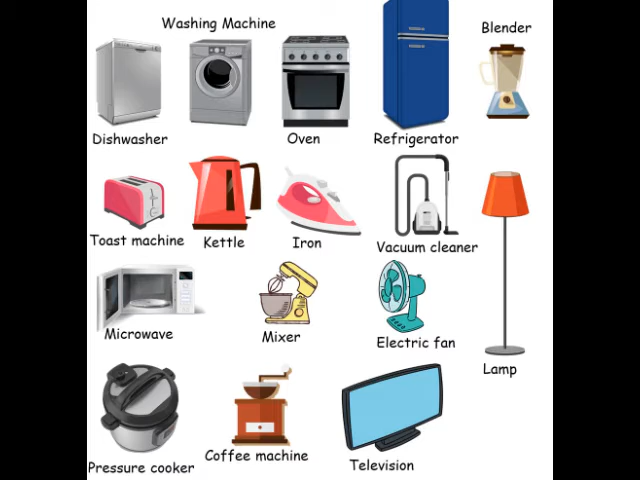 Washing Machine
Blender
Dishwasher
Oven
Refrigerator
Toast machine
Kettle
Iron
Vacuum cleaner
Microwave
Mixer
Electric fan
Lamp
Pressure cooker
Coffee machine
Television